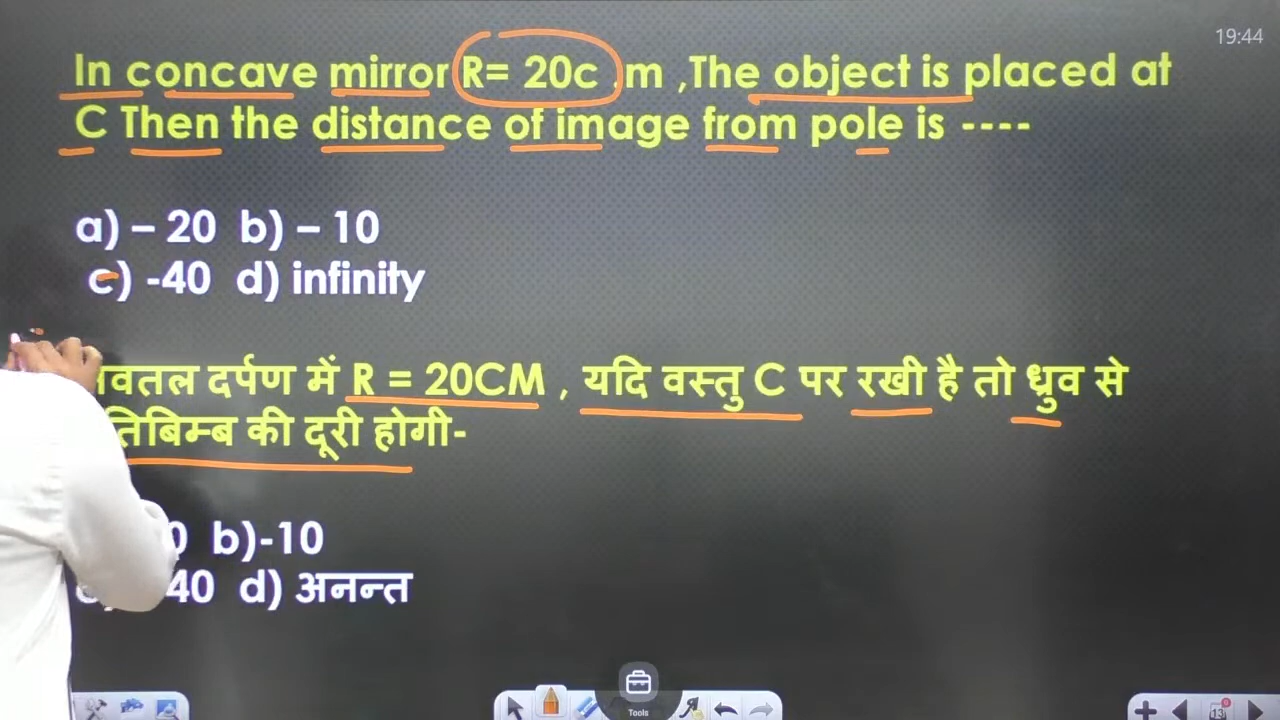 19:44
In concave mirror R= 20c .m ,The object is placed at
C Then the distance of image from pole is ----
a) – 20 b) – 10
c) -40 d) infinity
दर्पण में R = 20CM , यदि वस्तु C पर रखी है तो ध्रुव से
की दूरी होगी-
b)-10
40 d) अनन्त
Tools